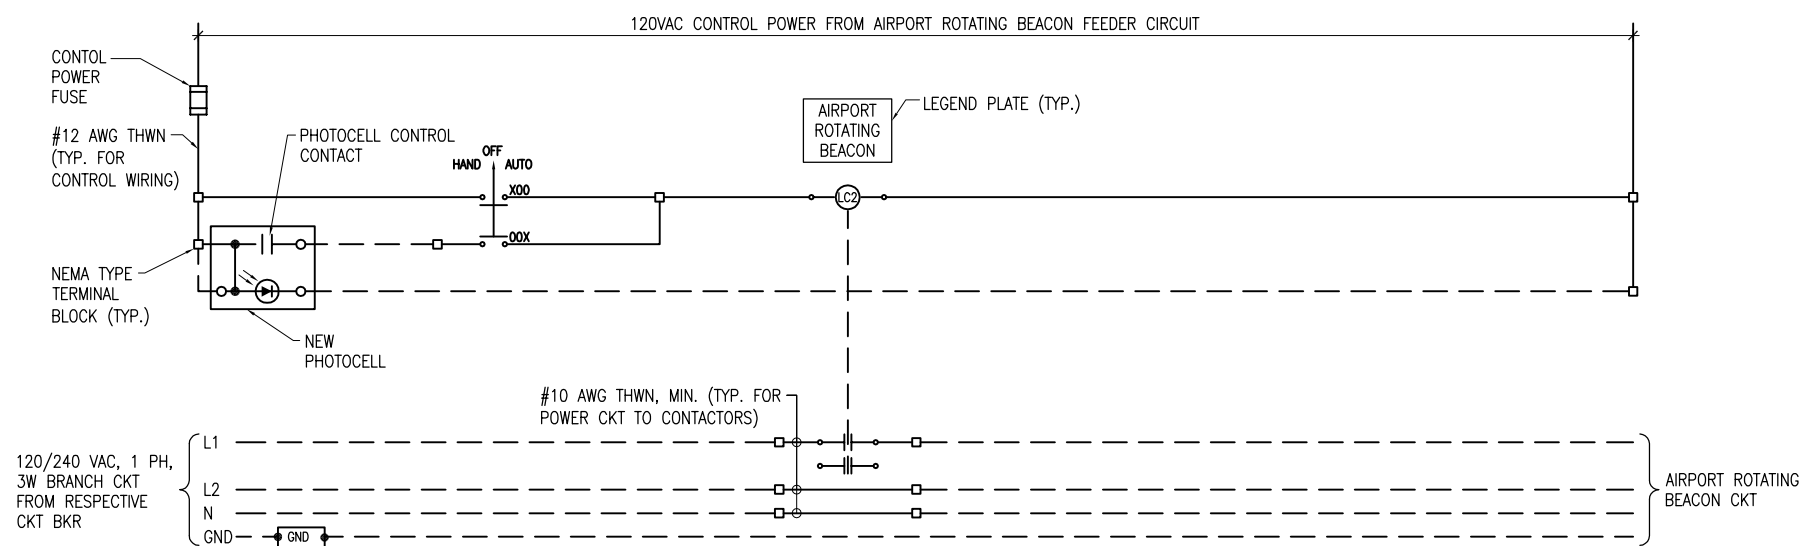 120VAC CONTROL POWER FROM AIRPORT ROTATING BEACON FEEDER CIRCUIT
CONTOL
POWER
FUSE
#12 AWG THWN
(TYP. FOR
CONTROL WIRING)
PHOTOCELL CONTROL
CONTACT
OFF
HAND
AUTO
X00
00X
AIRPORT
ROTATING
BEACON
LEGEND PLATE (TYP.)
LC2
NEMA TYPE
TERMINAL
BLOCK (TYP.)
NEW
PHOTOCELL
#10 AWG THWN, MIN. (TYP. FOR
POWER CKT TO CONTACTORS)
120/240 VAC, 1 PH,
3W BRANCH CKT
FROM RESPECTIVE
CKT BKR
L1
L2
N
GND
GND
AIRPORT ROTATING
BEACON CKT